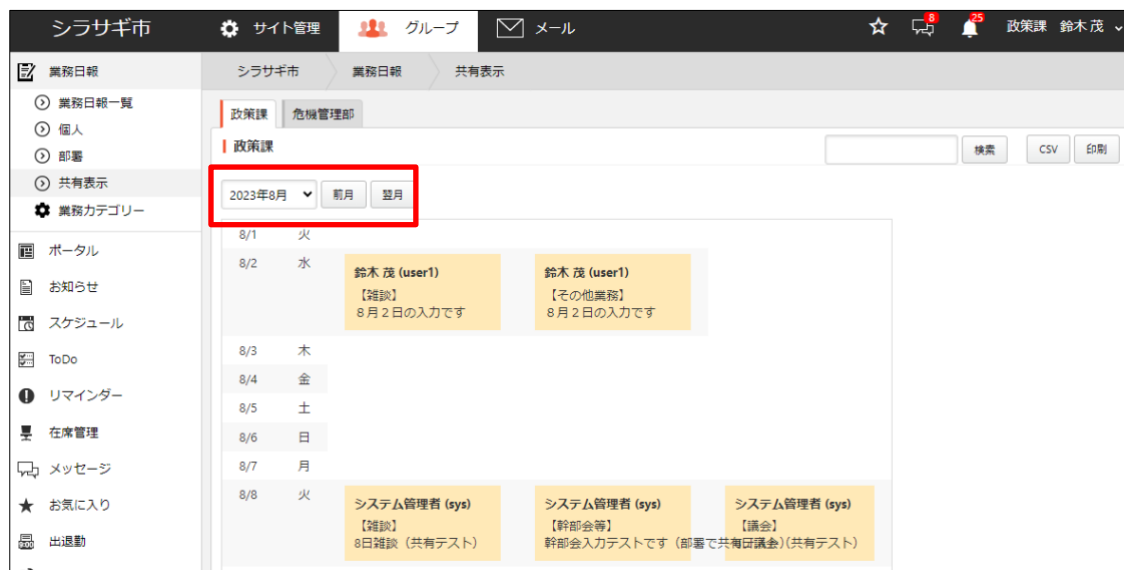 シラサギ市 サイト管理 グループ メール 8 25 政策課 鈴木 茂
業務日報
業務日報一覧
個人
部署
共有表示
業務カテゴリー
ポータル
お知らせ
スケジュール
ToDo
リマインダー
在席管理
メッセージ
お気に入り
出退勤
シラサギ市 業務日報 共有表示
政策課 危機管理部
政策課
検索 CSV 印刷
2023年8月 前月 翌月
8/1 火
8/2 水
鈴木 茂 (user1)
【雑談】
８月２日の入力です
鈴木 茂 (user1)
【その他業務】
８月２日の入力です
8/3 木
8/4 金
8/5 土
8/6 日
8/7 月
8/8 火
システム管理者 (sys)
【雑談】
8日雑談（共有テスト）
システム管理者 (sys)
【幹部会等】
幹部会入力テストです（部署で共有
システム管理者 (sys)
【議会】
(共有テスト）